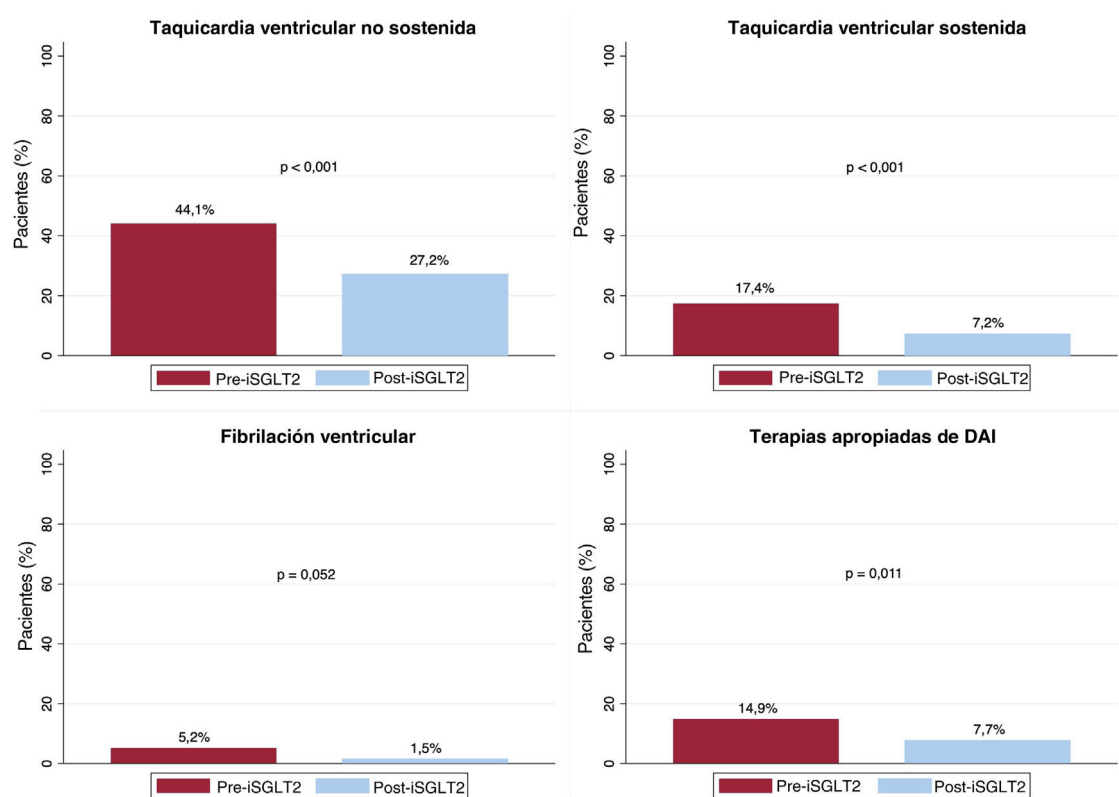 Taquicardia ventricular no sostenida
Pacientes (%)
100
80
60
40
20
0
p < 0,001
44,1%
27,2%
Pre-iSGLT2 Post-iSGLT2
Taquicardia ventricular sostenida
Pacientes (%)
100
80
60
40
20
0
p < 0,001
17,4%
7,2%
Pre-iSGLT2 Post-iSGLT2
Fibrilación ventricular
Pacientes (%)
100
80
60
40
20
0
p = 0,052
5,2%
1,5%
Pre-iSGLT2 Post-iSGLT2
Terapias apropiadas de DAI
Pacientes (%)
100
80
60
40
20
0
p = 0,011
14,9%
7,7%
Pre-iSGLT2 Post-iSGLT2